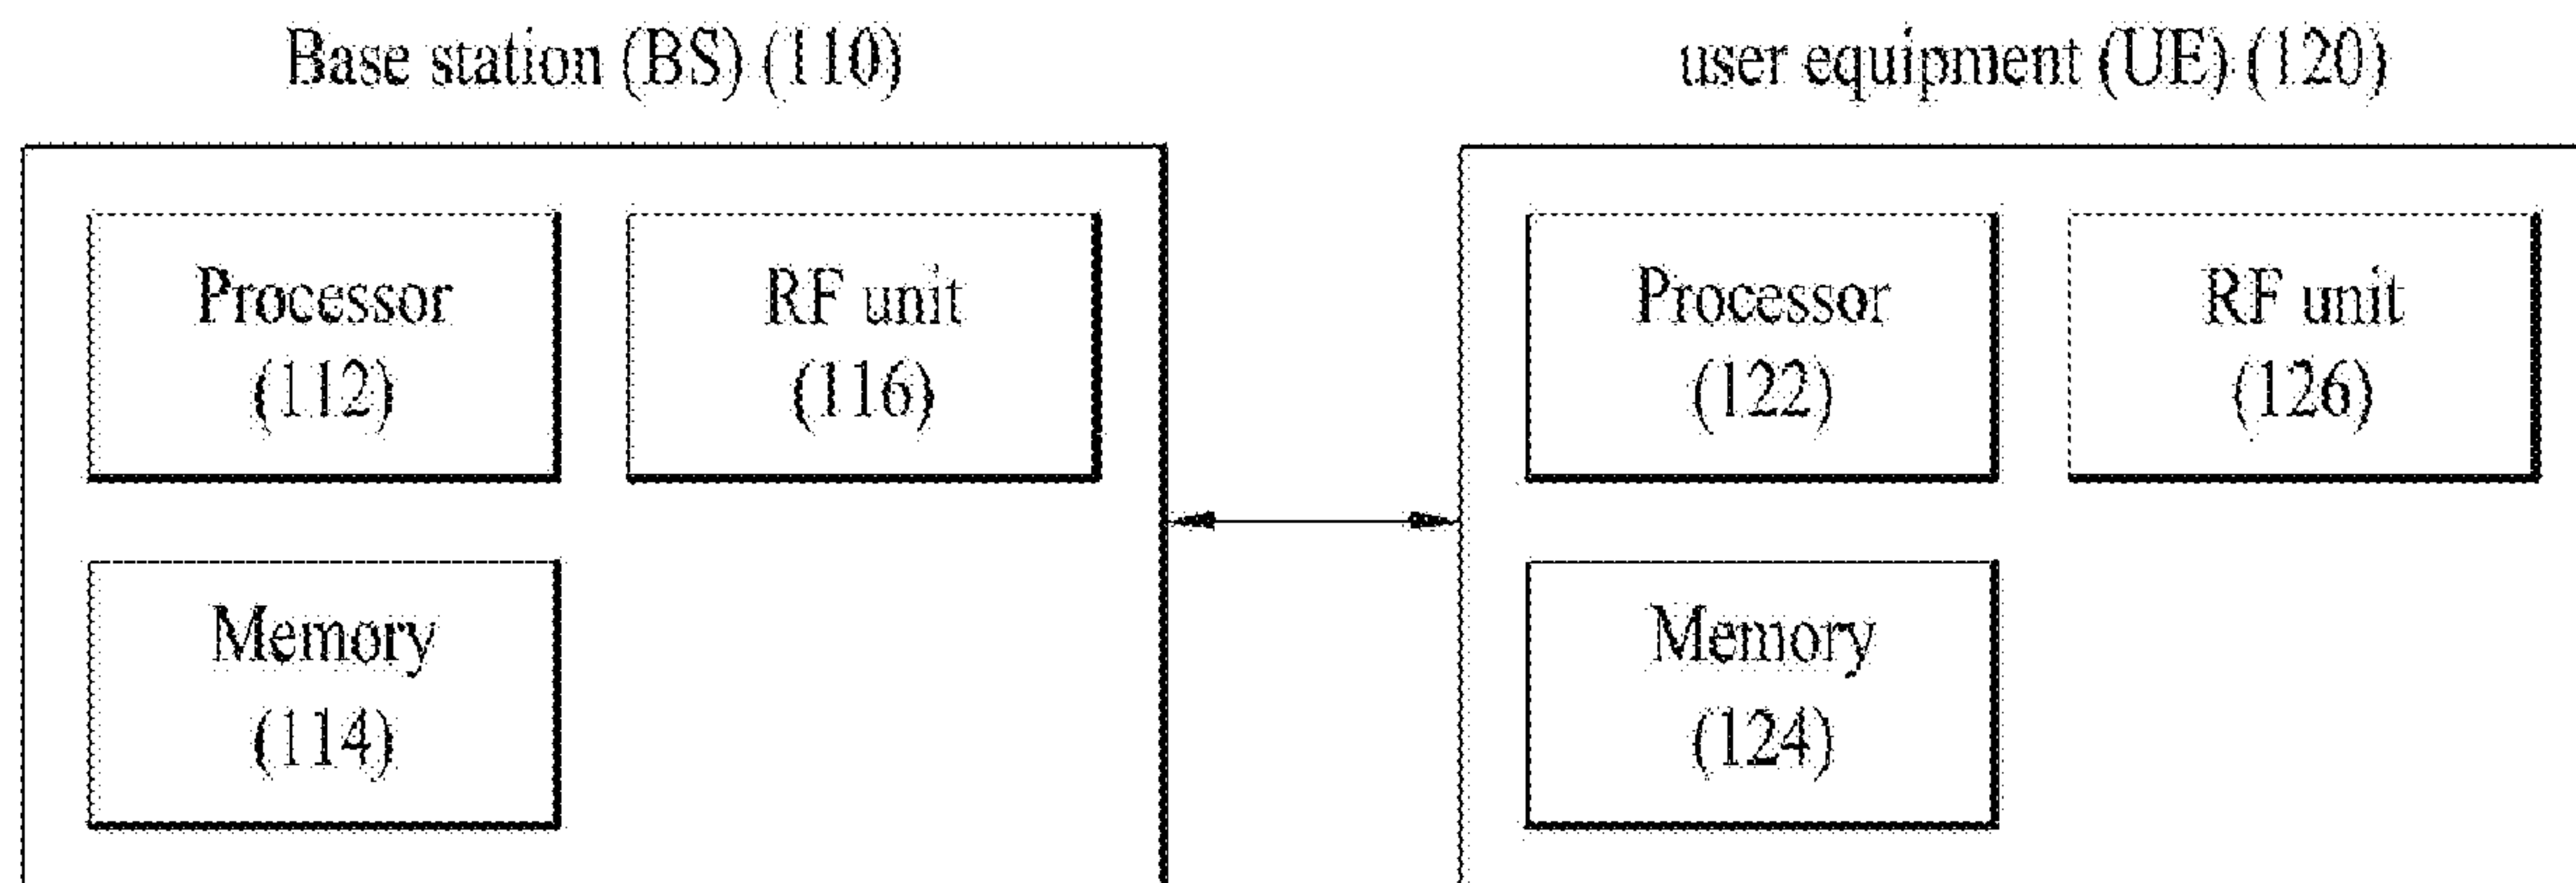 Base station (BS) (110)
user equipment (UE) (120)
Processor
(112)
RF unit
(116)
Memory
(114)
Processor
(122)
RF unit
(126)
Memory
(124)